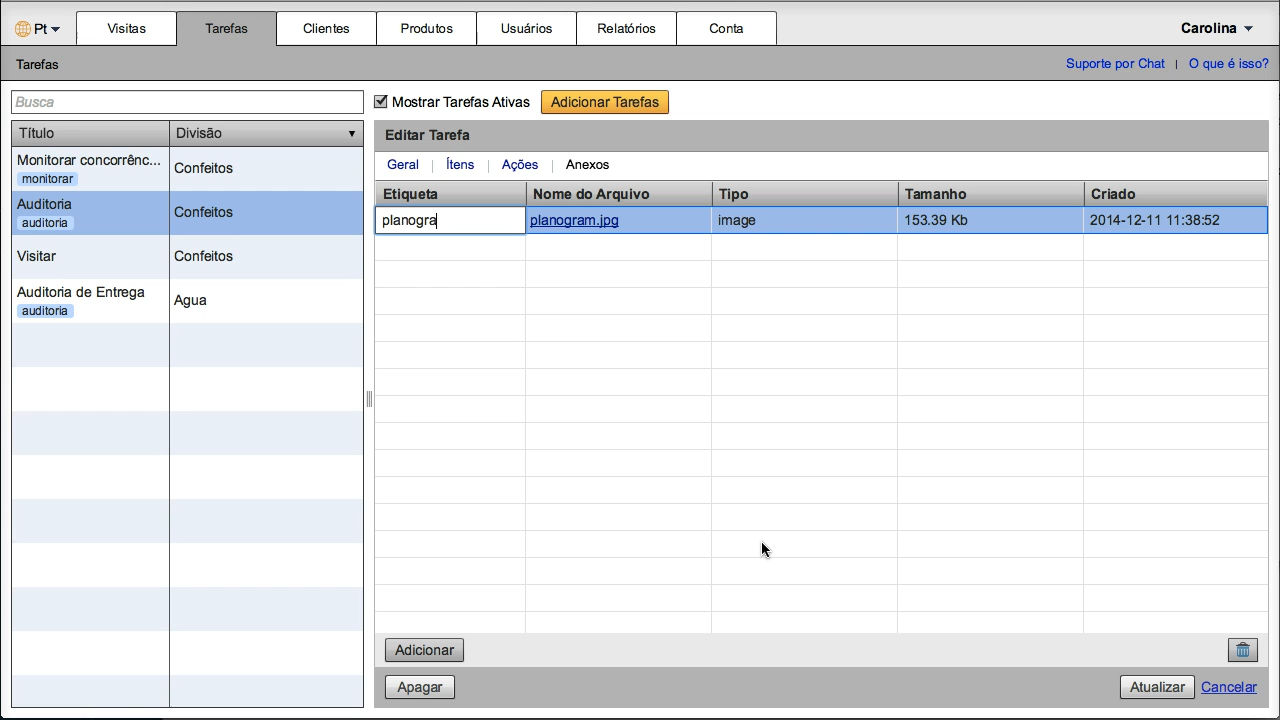 Pt
Visitas
Tarefas
Clientes
Produtos
Usuários
Relatórios
Conta
Carolina
Tarefas
Suporte por Chat | O que é isso?
Busca
Mostrar Tarefas Ativas
Adicionar Tarefas
Título
Divisão
Monitorar concorrênc...
monitorar
Confeitos
Auditoria
auditoria
Confeitos
Visitar
Confeitos
Auditoria de Entrega
auditoria
Agua
Editar Tarefa
Geral | Ítens | Ações | Anexos
Etiqueta
Nome do Arquivo
Tipo
Tamanho
Criado
planogra
planogram.jpg
image
153.39 Kb
2014-12-11 11:38:52
Adicionar
Apagar
Atualizar
Cancelar